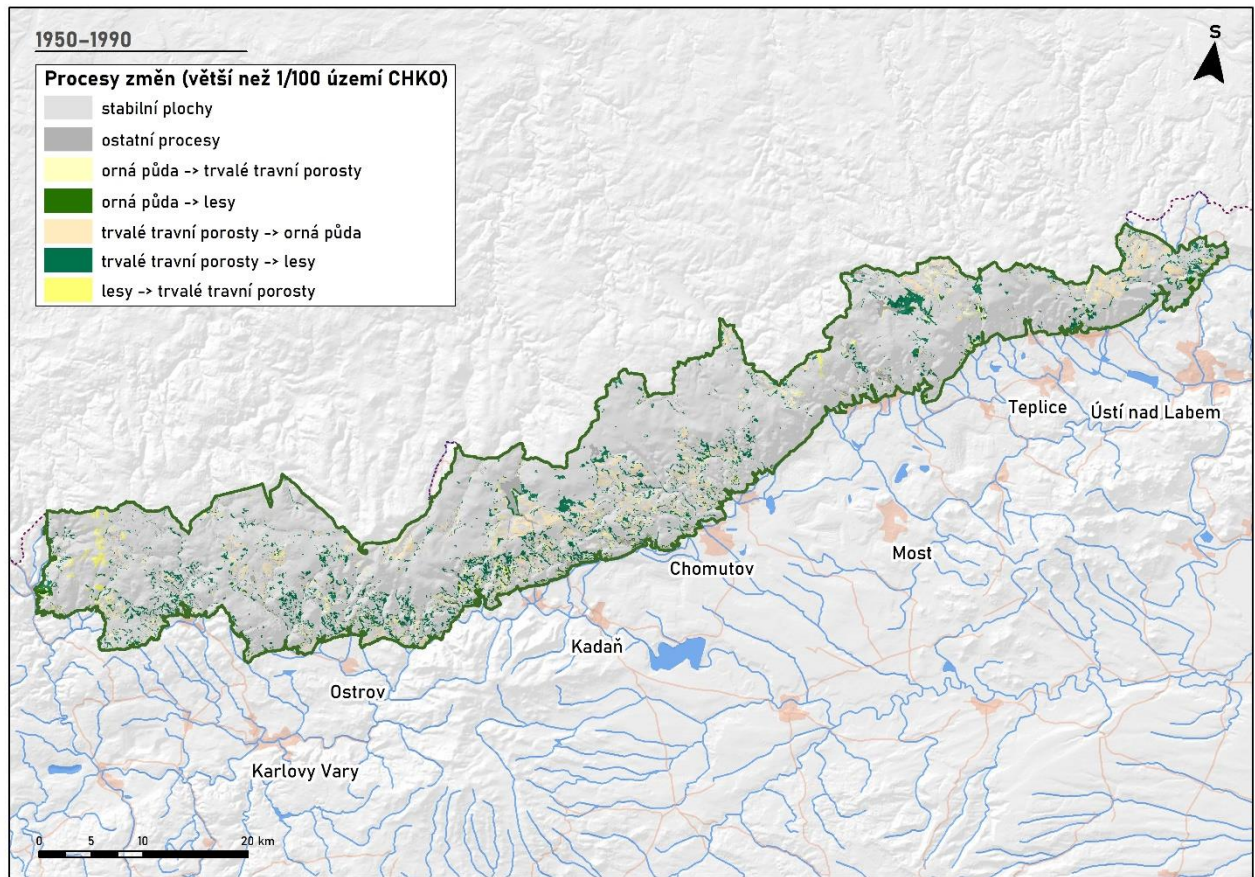 1950–1990
S
Procesy změn (větší než 1/100 území CHKO)
stabilní plochy
ostatní procesy
orná půda -> trvalé travní porosty
orná půda -> lesy
trvalé travní porosty -> orná půda
trvalé travní porosty -> lesy
lesy -> trvalé travní porosty
Teplice
Ústí nad Labem
Most
Chomutov
Kadaň
Ostrov
Karlovy Vary
0 5 10 20 km